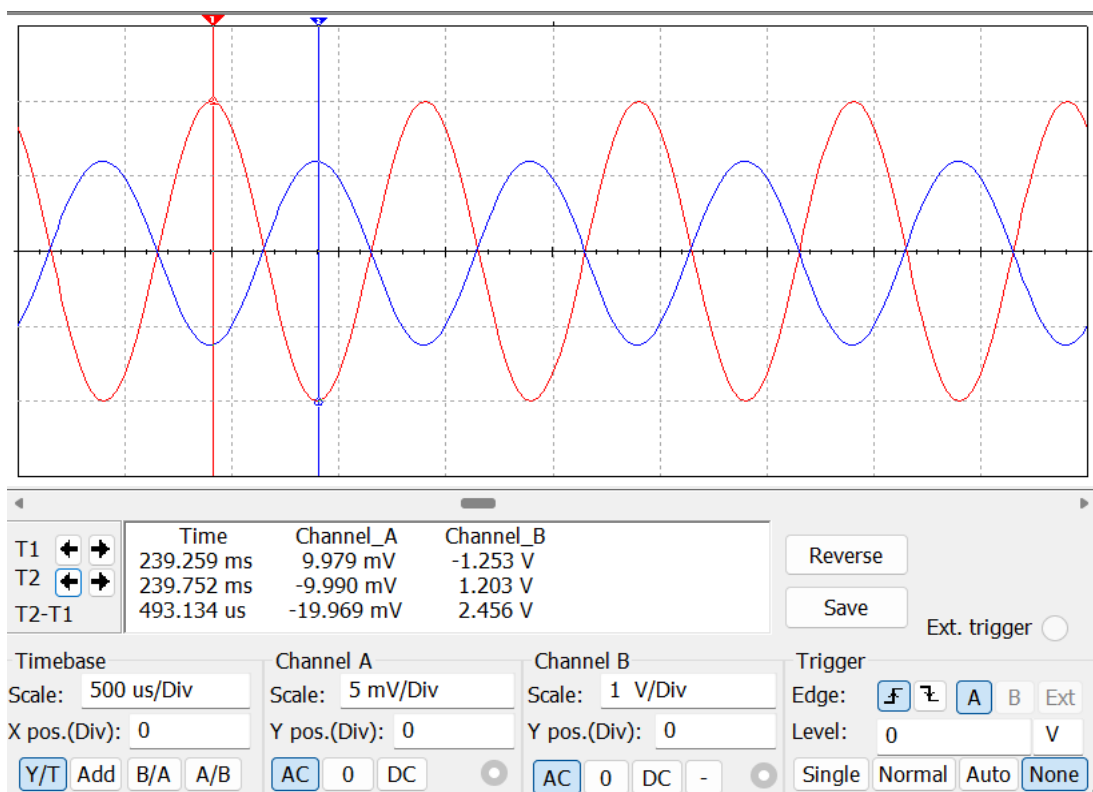 1
2
Time Channel_A Channel_B
T1 239.259 ms 9.979 mV -1.253 V
T2 239.752 ms -9.990 mV 1.203 V
T2-T1 493.134 us -19.969 mV 2.456 V
Reverse
Save
Ext. trigger
Timebase
Scale: 500 us/Div
X pos.(Div): 0
Y/T Add B/A A/B
Channel A
Scale: 5 mV/Div
Y pos.(Div): 0
AC 0 DC
Channel B
Scale: 1 V/Div
Y pos.(Div): 0
AC 0 DC -
Trigger
Edge: A B Ext
Level: 0 V
Single Normal Auto None